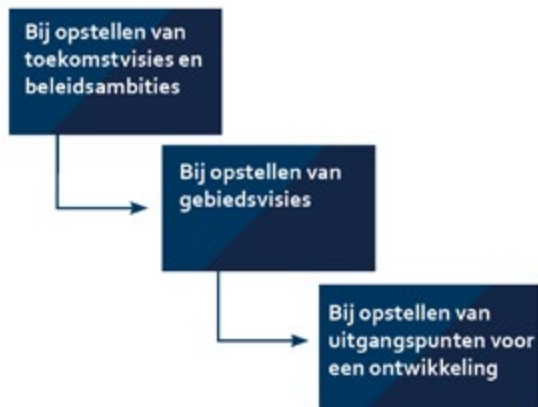 Bij opstellen van
toekomstvisies en
beleidsambities
Bij opstellen van
gebiedsvisies
Bij opstellen van
uitgangspunten voor
een ontwikkeling